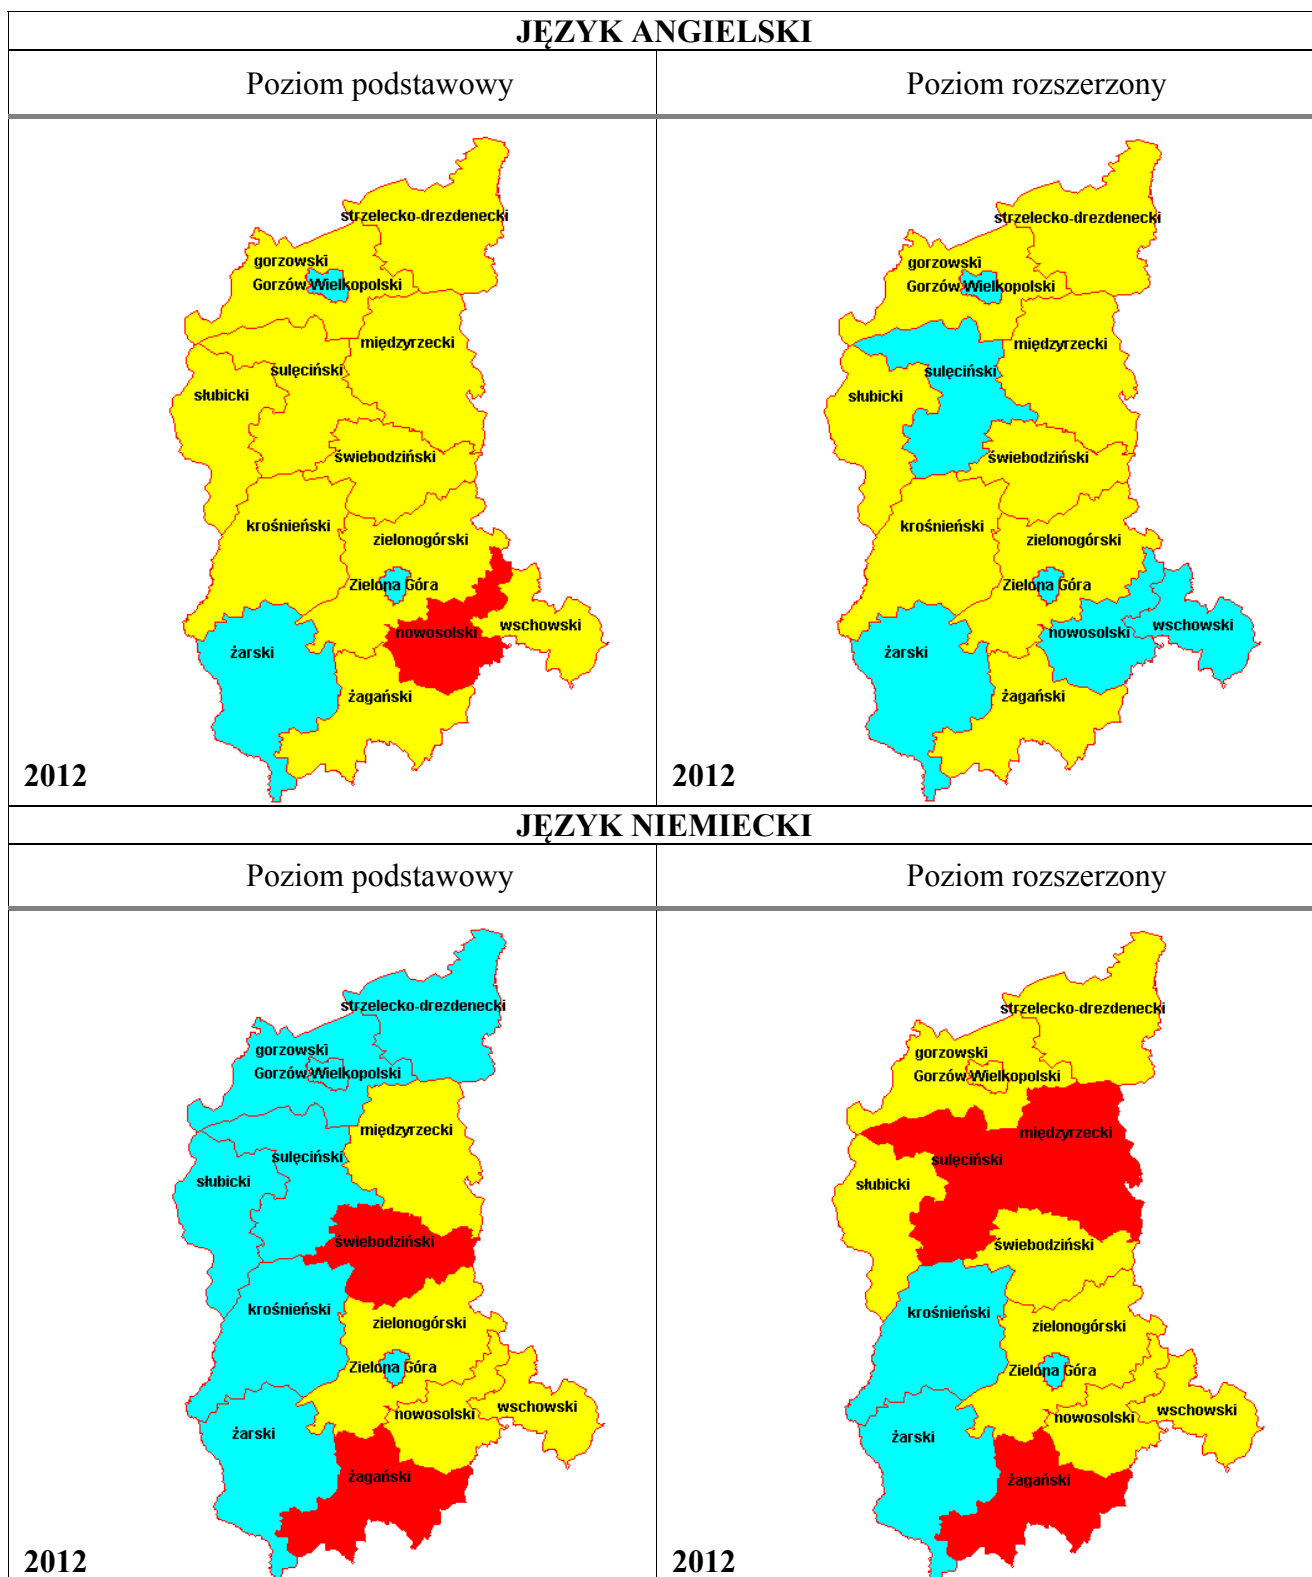 JĘZYK ANGIELSKI
Poziom podstawowy
Poziom rozszerzony
strzelecko-drezdenecki
gorzowski
Gorzów Wielkopolski
międzyrzecki
sulęciński
słubicki
świebodziński
krośnieński
zielonogórski
Zielona Góra
nowosolski
wschowski
żarski
żagański
2012
strzelecko-drezdenecki
gorzowski
Gorzów Wielkopolski
międzyrzecki
sulęciński
słubicki
świebodziński
krośnieński
zielonogórski
Zielona Góra
nowosolski
wschowski
żarski
żagański
2012
JĘZYK NIEMIECKI
Poziom podstawowy
Poziom rozszerzony
strzelecko-drezdenecki
gorzowski
Gorzów Wielkopolski
międzyrzecki
sulęciński
słubicki
świebodziński
krośnieński
zielonogórski
Zielona Góra
nowosolski
wschowski
żarski
żagański
2012
strzelecko-drezdenecki
gorzowski
Gorzów Wielkopolski
międzyrzecki
sulęciński
słubicki
świebodziński
krośnieński
zielonogórski
Zielona Góra
nowosolski
wschowski
żarski
żagański
2012